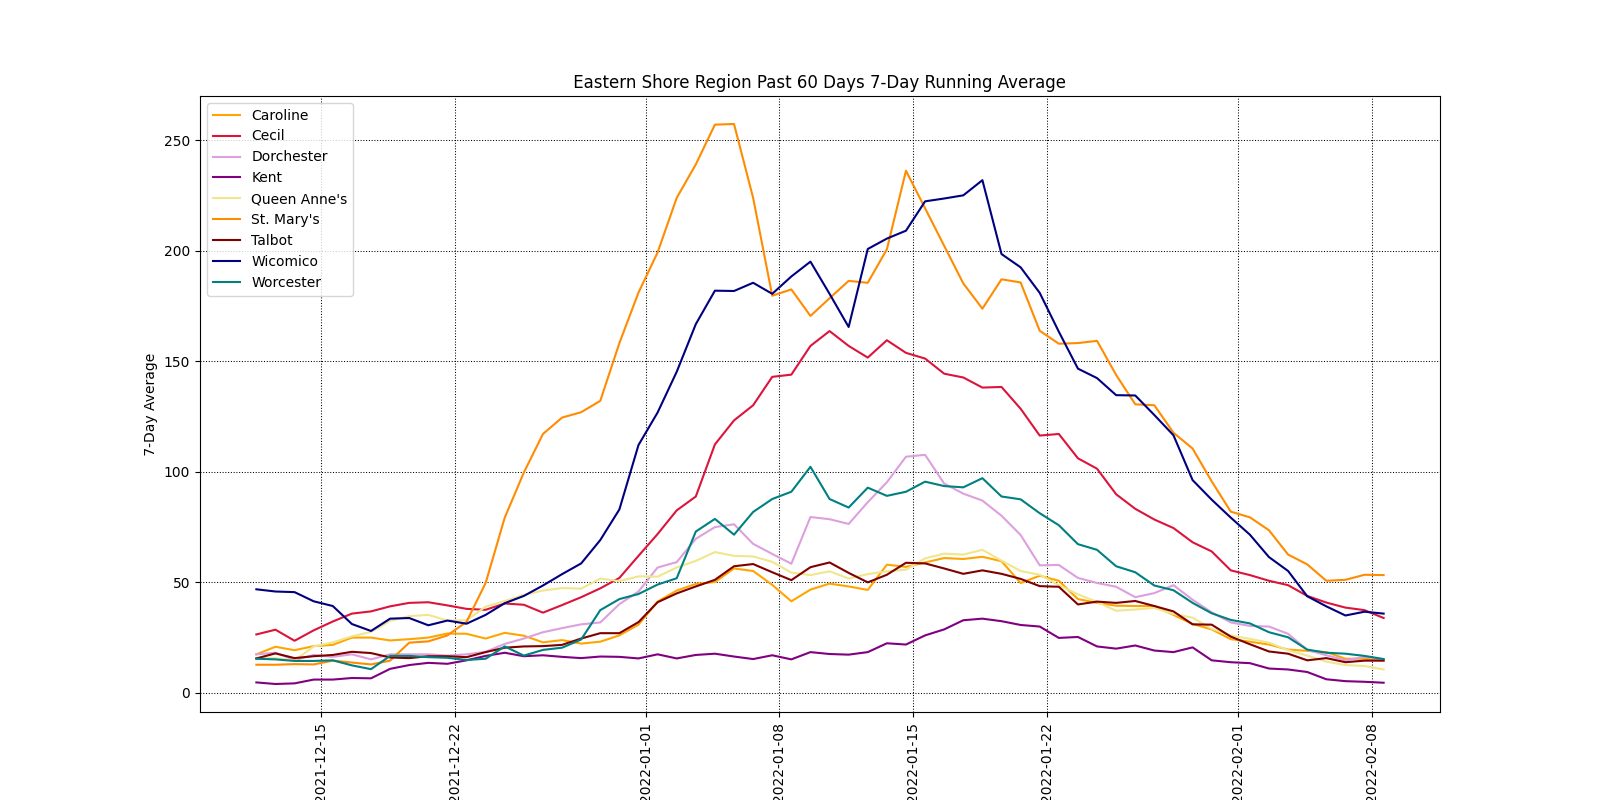 Eastern Shore Region Past 60 Days 7-Day Running Average
Caroline
Cecil
Dorchester
Kent
Queen Anne's
St. Mary's
Talbot
Wicomico
Worcester
7-Day Average
250
200
150
100
50
0
2021-12-15
2021-12-22
2022-01-01
2022-01-08
2022-01-15
2022-01-22
2022-02-01
2022-02-08